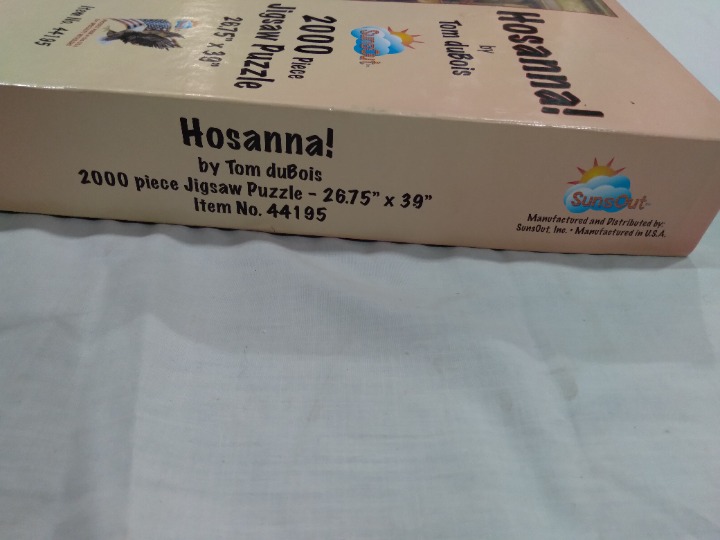 Hosanna!
by
Tom duBois
SunsOut
2000 Piece
Jigsaw Puzzle
26.75" x 39"
Item No. 44195
Hosanna!
by Tom duBois
2000 piece Jigsaw Puzzle – 26.75" x 39"
Item No. 44195
SunsOut
Manufactured and Distributed by:
SunsOut, Inc. • Manufactured in U.S.A.